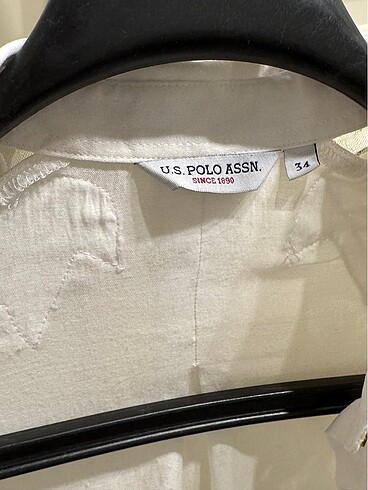 U.S. POLO ASSN.
SINCE 1890
34